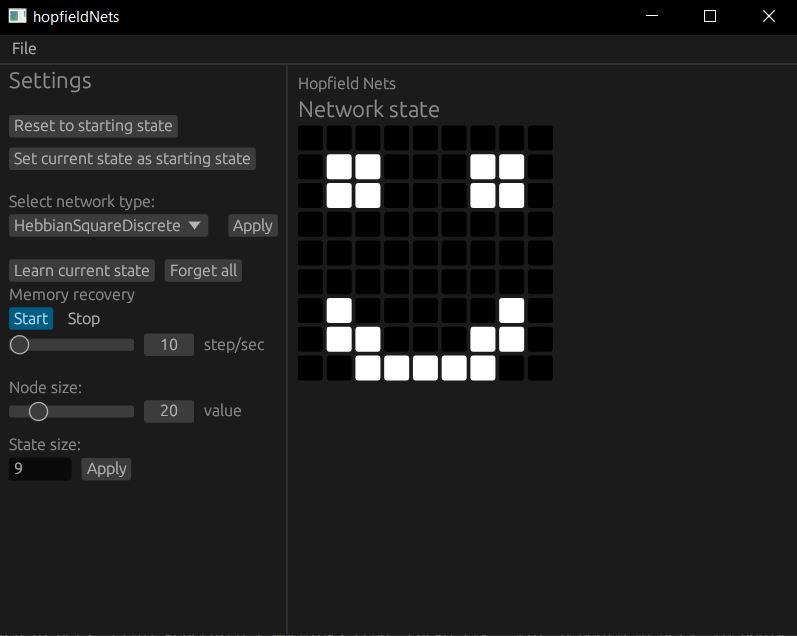 hopfieldNets
File
Settings
Reset to starting state
Set current state as starting state
Select network type:
HebbianSquareDiscrete Apply
Learn current state Forget all
Memory recovery
Start Stop
10 step/sec
Node size:
20 value
State size:
9 Apply
Hopfield Nets
Network state